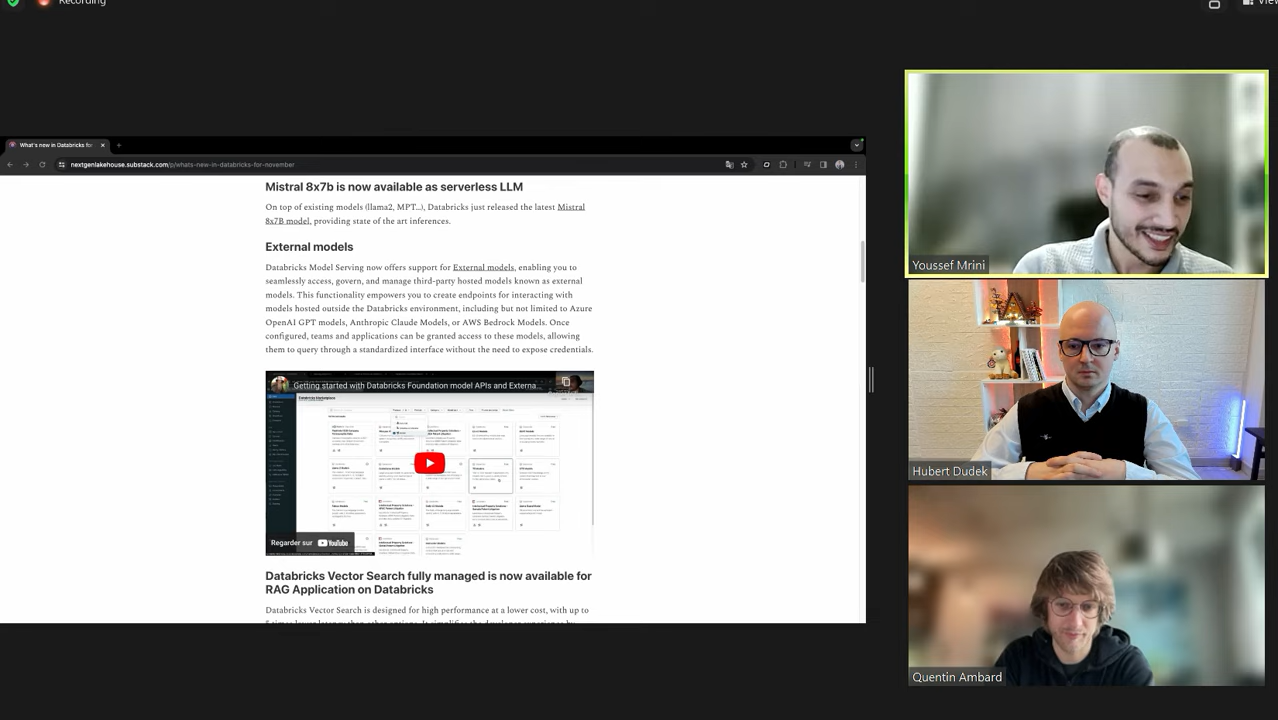 Recording
View
What's new in Databricks for
nextgenlakehouse.substack.com/p/whats-new-in-databricks-for-november
Mistral 8x7b is now available as serverless LLM
On top of existing models (llama2, MPT...), Databricks just released the latest Mistral
8x7B model, providing state of the art inferences.
External models
Databricks Model Serving now offers support for External models, enabling you to
seamlessly access, govern, and manage third-party hosted models known as external
models. This functionality empowers you to create endpoints for interacting with
models hosted outside the Databricks environment, including but not limited to Azure
OpenAI GPT models, Anthropic Claude Models, or AWS Bedrock Models. Once
configured, teams and applications can be granted access to these models, allowing
them to query through a standardized interface without the need to expose credentials.
Getting started with Databricks Foundation model APIs and Externa...
Databricks Marketplace
Regarder sur YouTube
Databricks Vector Search fully managed is now available for
RAG Application on Databricks
Databricks Vector Search is designed for high performance at a lower cost, with up to
Youssef Mrini
Hubert Dudek
Quentin Ambard